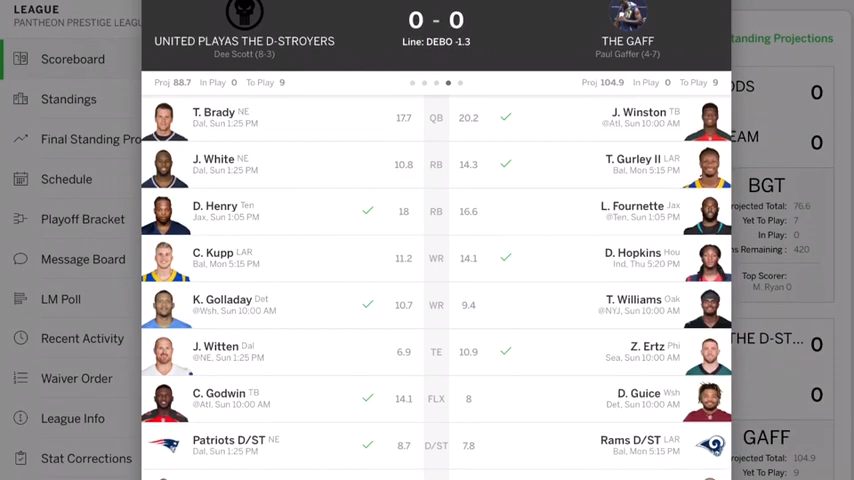 LEAGUE
PANTHEON PRESTIGE LEAGU
Scoreboard
Standings
Final Standing Pro
Schedule
Playoff Bracket
Message Board
LM Poll
Recent Activity
Waiver Order
League Info
Stat Corrections
0 - 0
Line: DEBO -1.3
UNITED PLAYAS THE D-STROYERS
Dee Scott (8-3)
THE GAFF
Paul Gaffer (4-7)
Proj 88.7 In Play 0 To Play 9
Proj 104.9 In Play 0 To Play 9
T. Brady NE 17.7 QB 20.2 J. Winston TB
Dal, Sun 1:25 PM @Atl, Sun 10:00 AM
J. White NE 10.8 RB 14.3 T. Gurley II LAR
Dal, Sun 1:25 PM Bal, Mon 5:15 PM
D. Henry Ten 18 RB 16.6 L. Fournette Jax
Jax, Sun 1:05 PM @Ten, Sun 1:05 PM
C. Kupp LAR 11.2 WR 14.1 D. Hopkins Hou
Bal, Mon 5:15 PM Ind, Thu 5:20 PM
K. Golladay Det 10.7 WR 9.4 T. Williams Oak
@Wsh, Sun 10:00 AM @NYJ, Sun 10:00 AM
J. Witten Dal 6.9 TE 10.9 Z. Ertz Phi
@NE, Sun 1:25 PM Sea, Sun 10:00 AM
C. Godwin TB 14.1 FLX 8 D. Guice Wsh
@Atl, Sun 10:00 AM Det, Sun 10:00 AM
Patriots D/ST NE 8.7 D/ST 7.8 Rams D/ST LAR
Dal, Sun 1:25 PM Bal, Mon 5:15 PM
tanding Projections
ODS 0
EAM 0
BGT
rojected Total: 76.6
Yet To Play: 7
In Play: 0
ns Remaining: 420
Top Scorer:
M. Ryan 0
THE D-ST... 0
0
GAFF
rojected Total: 104.9
Yet To Play: 9